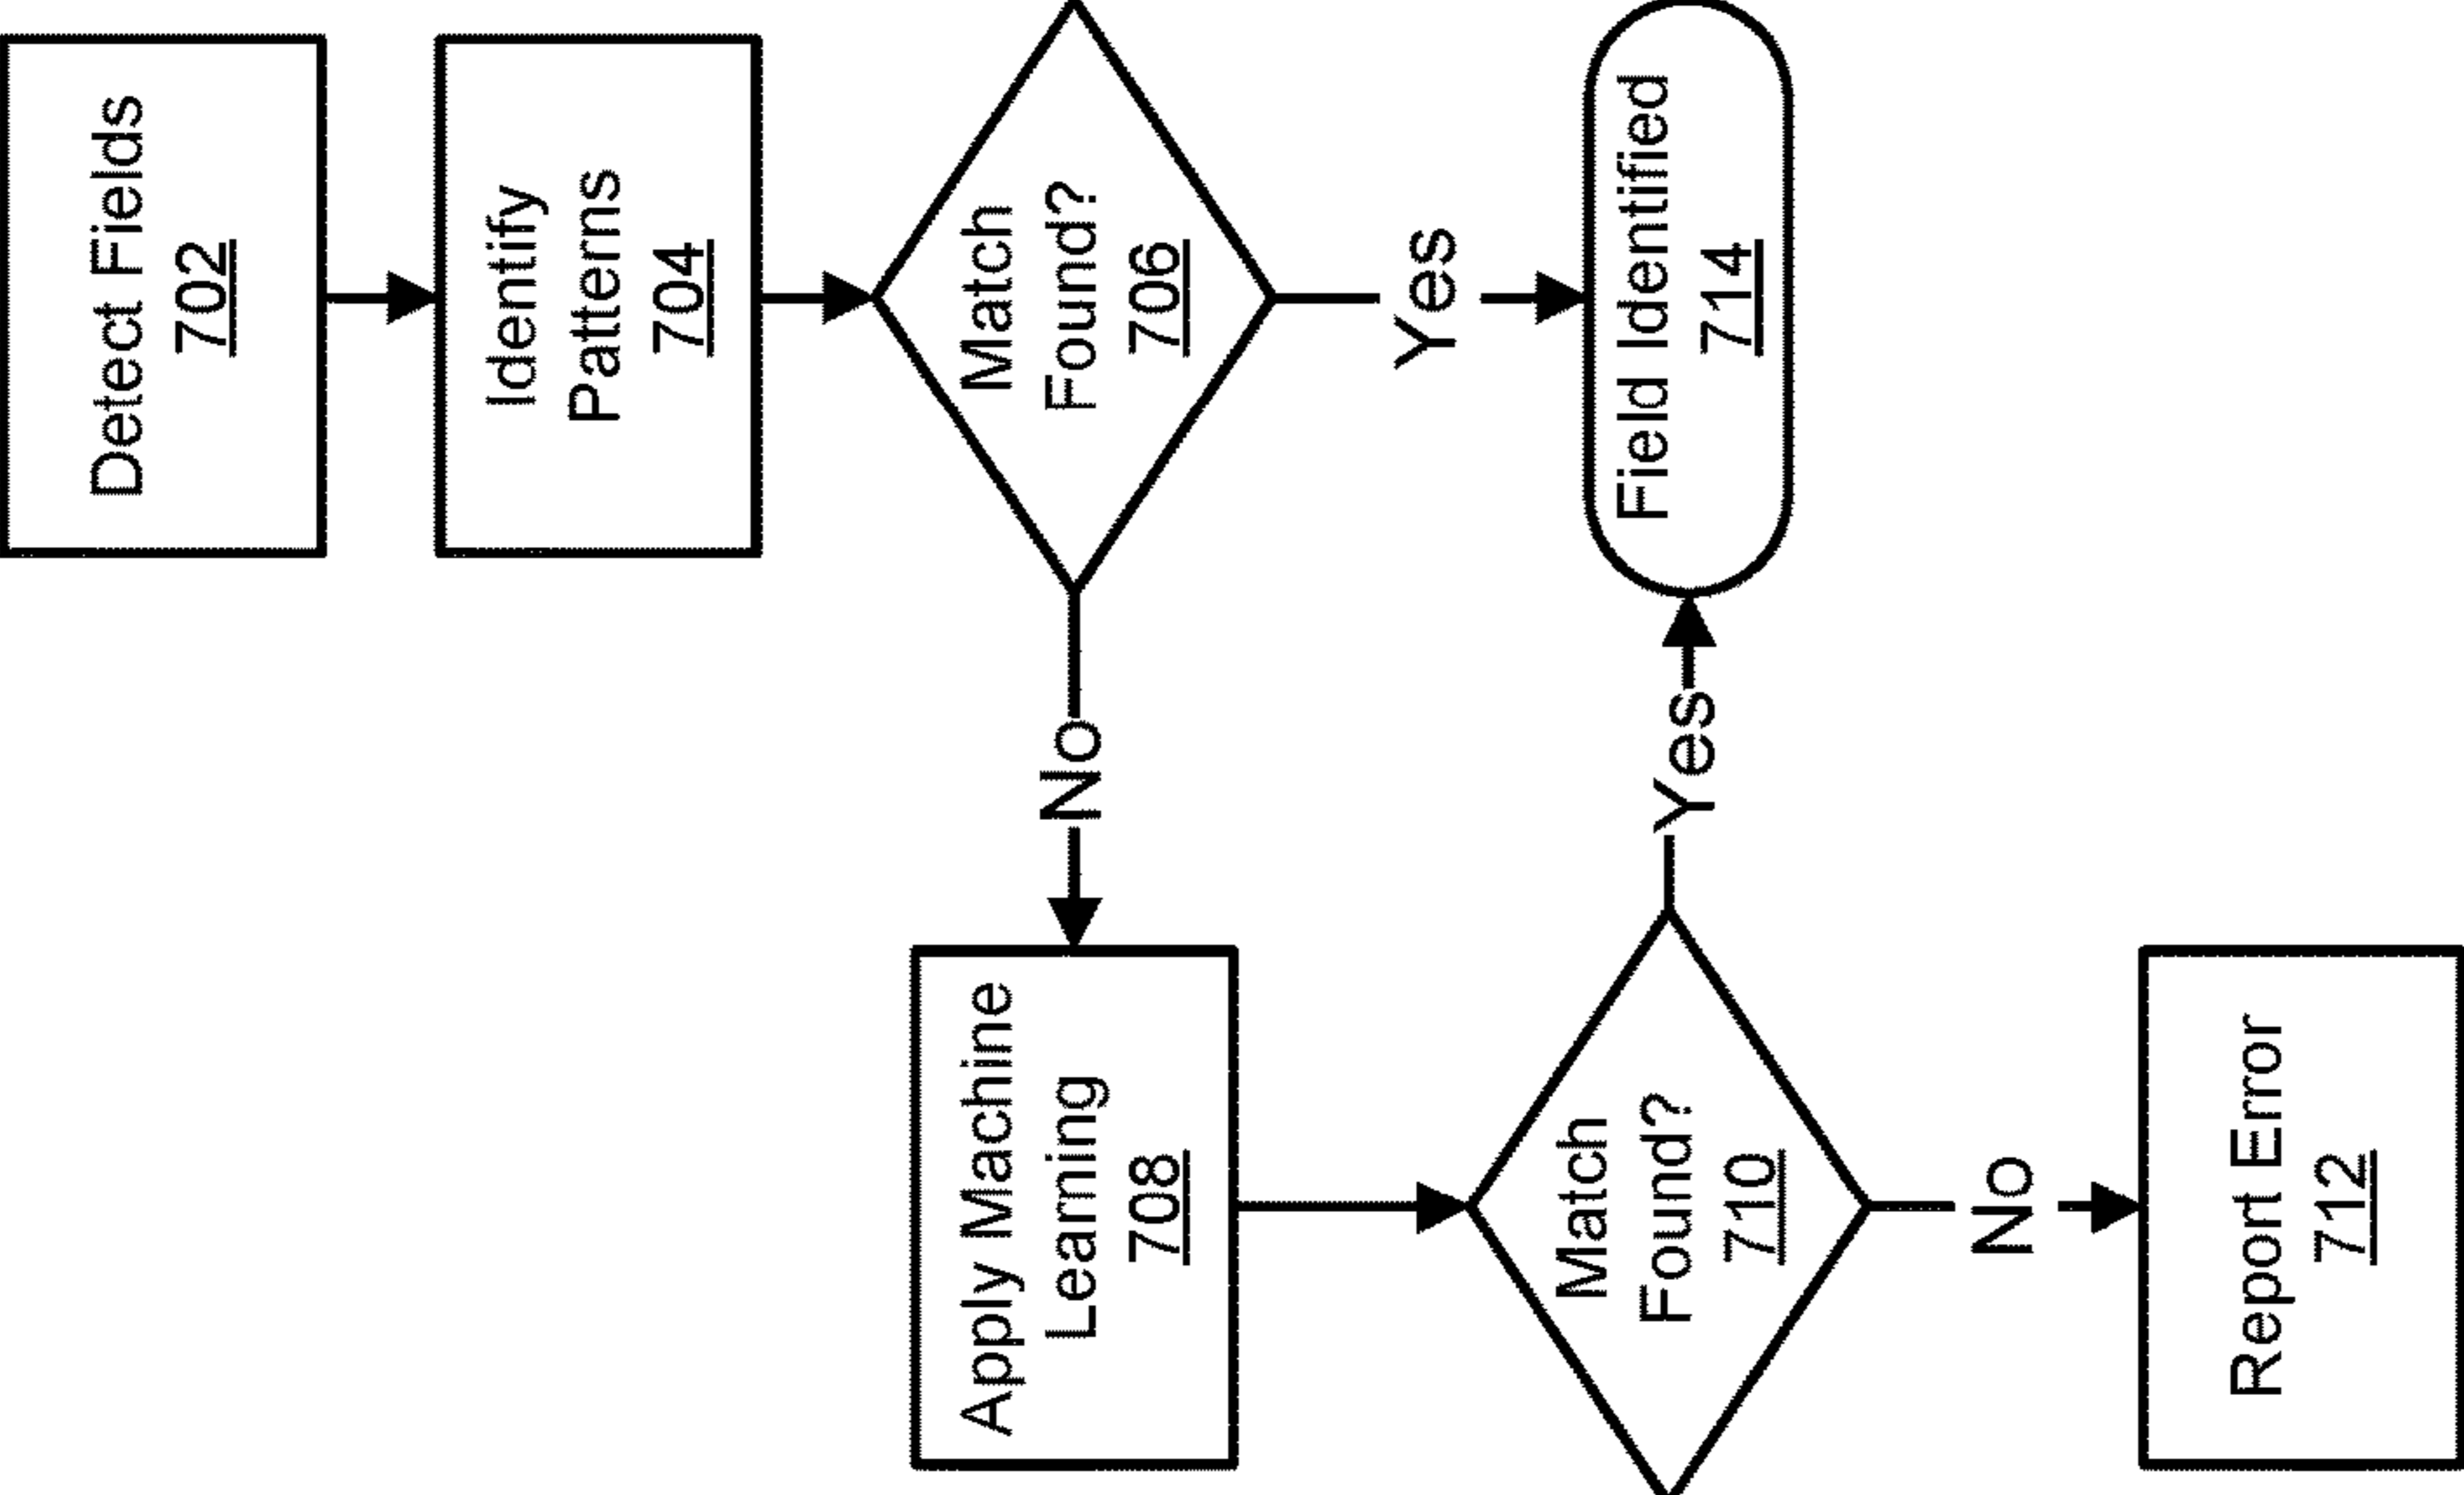 Detect Fields
702
Identify
Patterns
704
Match
Found?
706
Yes
No
Field Identified
714
Apply Machine
Learning
708
Match
Found?
710
Yes
No
Report Error
712